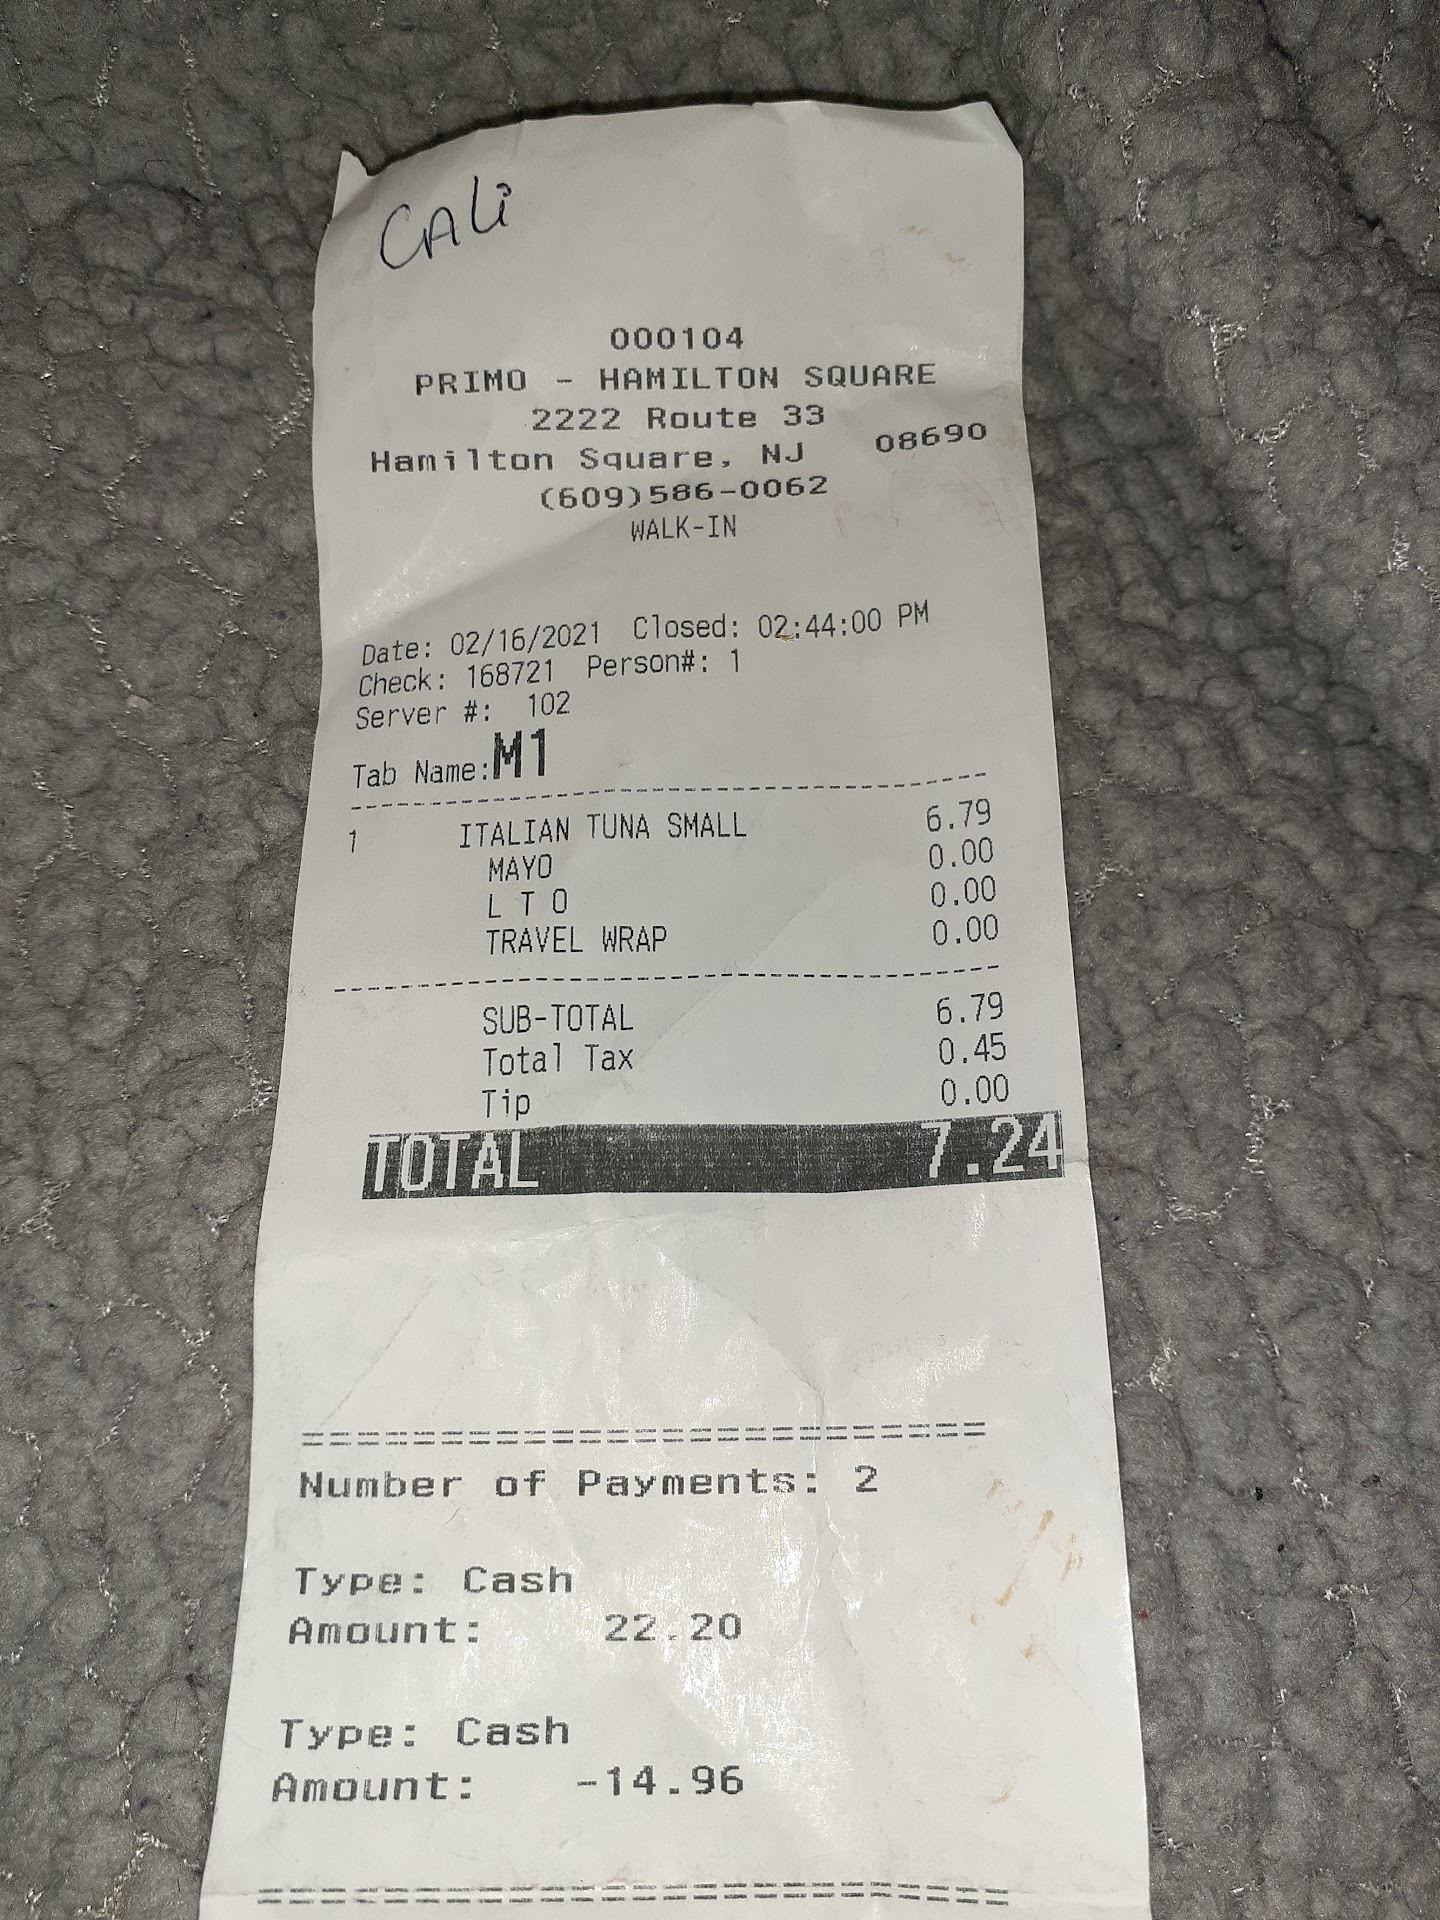 CALi
000104
PRIMO - HAMILTON SQUARE
2222 Route 33
Hamilton Square, NJ 08690
(609)586-0062
WALK-IN
Date: 02/16/2021 Closed: 02:44:00 PM
Check: 168721 Person#: 1
Server #: 102
Tab Name:M1
1 ITALIAN TUNA SMALL 6.79
MAYO 0.00
L T O 0.00
TRAVEL WRAP 0.00
SUB-TOTAL 6.79
Total Tax 0.45
Tip 0.00
TOTAL 7.24
Number of Payments: 2
Type: Cash
Amount: 22.20
Type: Cash
Amount: -14.96